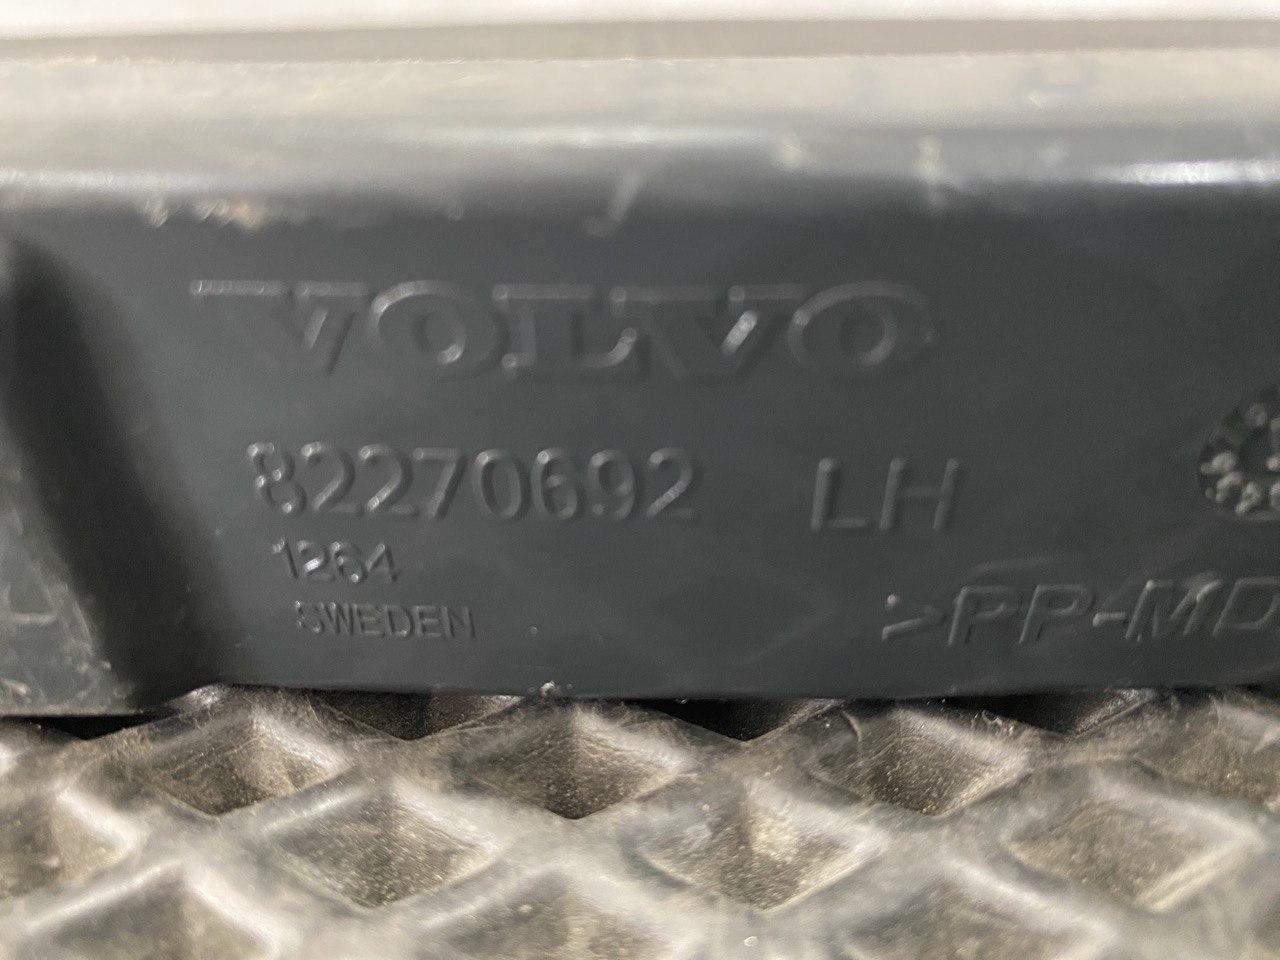 VOLVO
82270692 LH
1264
SWEDEN
>PP-MD